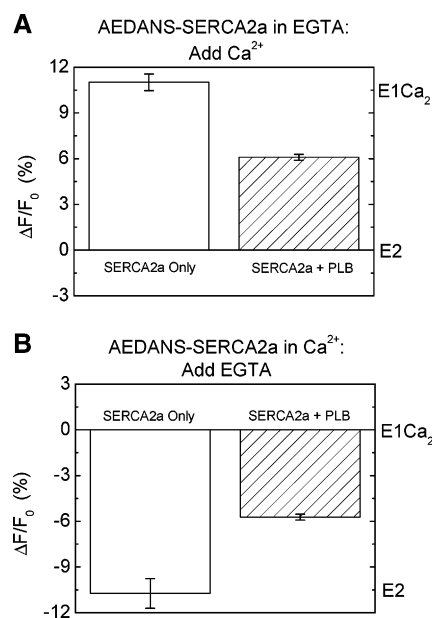 A
AEDANS-SERCA2a in EGTA:
Add Ca²⁺
12
9
6
3
0
-3
ΔF/F₀ (%)
E1Ca₂
E2
SERCA2a Only
SERCA2a + PLB
B
AEDANS-SERCA2a in Ca²⁺:
Add EGTA
3
0
-3
-6
-9
-12
ΔF/F₀ (%)
SERCA2a Only
SERCA2a + PLB
E1Ca₂
E2